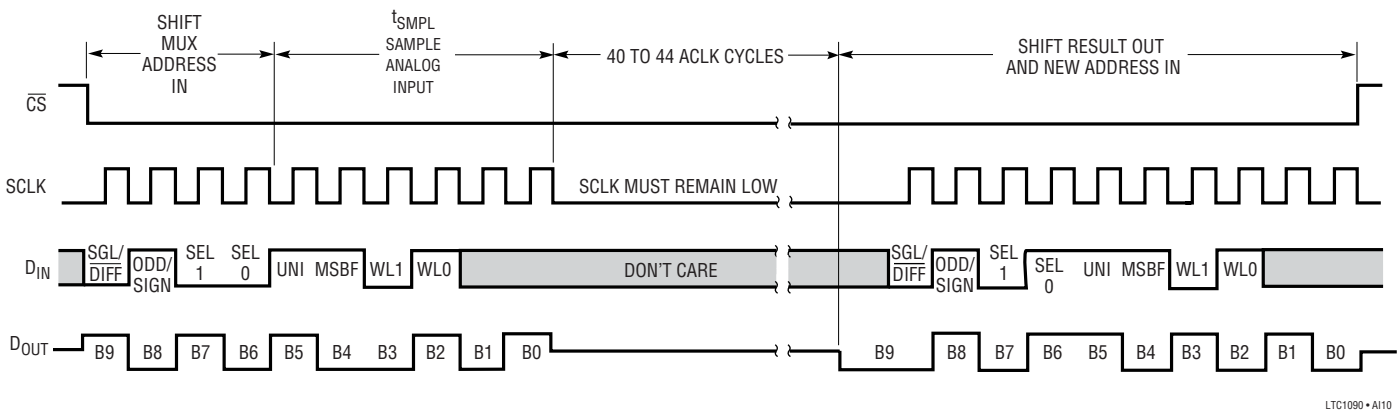 SHIFT
MUX
ADDRESS
IN
tSMPL
SAMPLE
ANALOG
INPUT
40 TO 44 ACLK CYCLES
SHIFT RESULT OUT
AND NEW ADDRESS IN
CS
SCLK
SCLK MUST REMAIN LOW
DIN
SGL/
DIFF
ODD/
SIGN
SEL
1
SEL
0
UNI
MSBF
WL1
WL0
DON'T CARE
SGL/
DIFF
ODD/
SIGN
SEL
1
SEL
0
UNI
MSBF
WL1
WL0
DOUT
B9
B8
B7
B6
B5
B4
B3
B2
B1
B0
B9
B8
B7
B6
B5
B4
B3
B2
B1
B0
LTC1090 • AI10